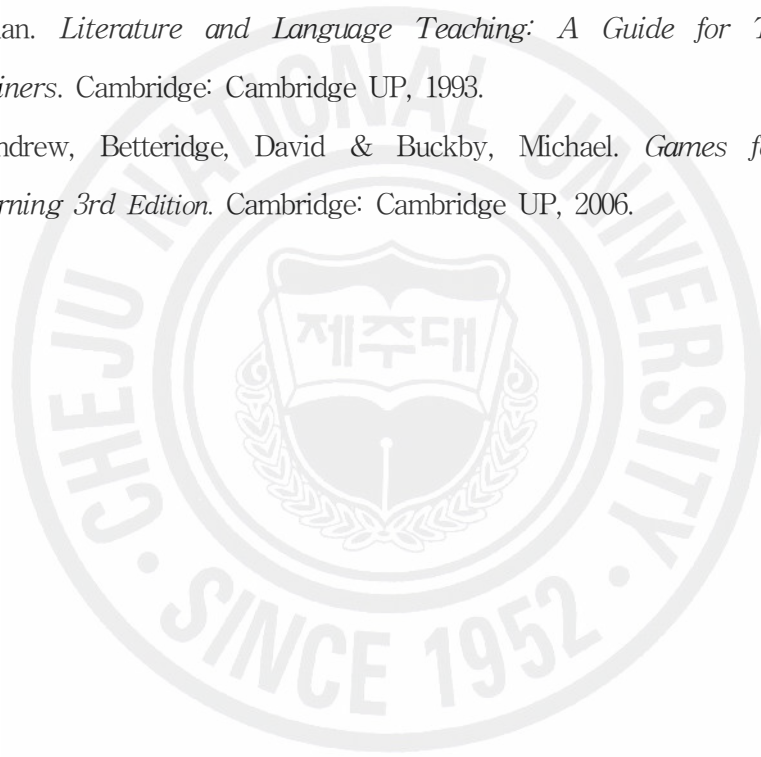 an. Literature and Language Teaching: A Guide for T
iners. Cambridge: Cambridge UP, 1993.
ndrew, Betteridge, David & Buckby, Michael. Games f
rning 3rd Edition. Cambridge: Cambridge UP, 2006.
CHEJU NATIONAL UNIVERSITY
제주대
· SINCE 1952 ·